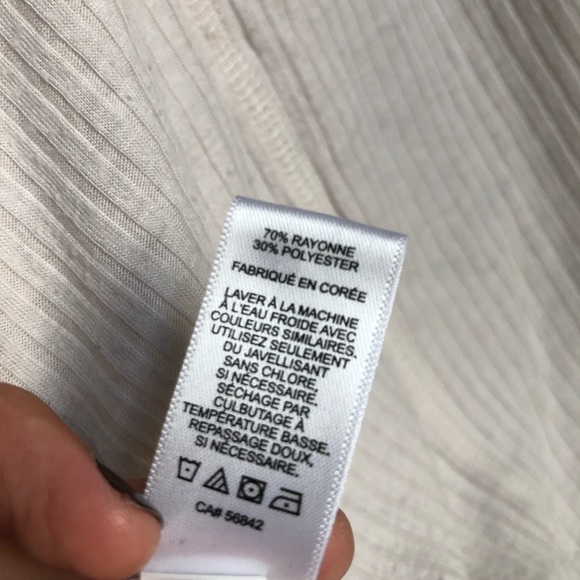 70% RAYONNE
30% POLYESTER
FABRIQUÉ EN CORÉE
LAVER À LA MACHINE
À L'EAU FROIDE AVEC
COULEURS SIMILAIRES.
UTILISEZ SEULEMENT
DU JAVELLISANT
SANS CHLORE,
SI NÉCESSAIRE.
SÉCHAGE PAR
CULBUTAGE À
TEMPÉRATURE BASSE.
REPASSAGE DOUX,
SI NÉCESSAIRE.
CA# 56842